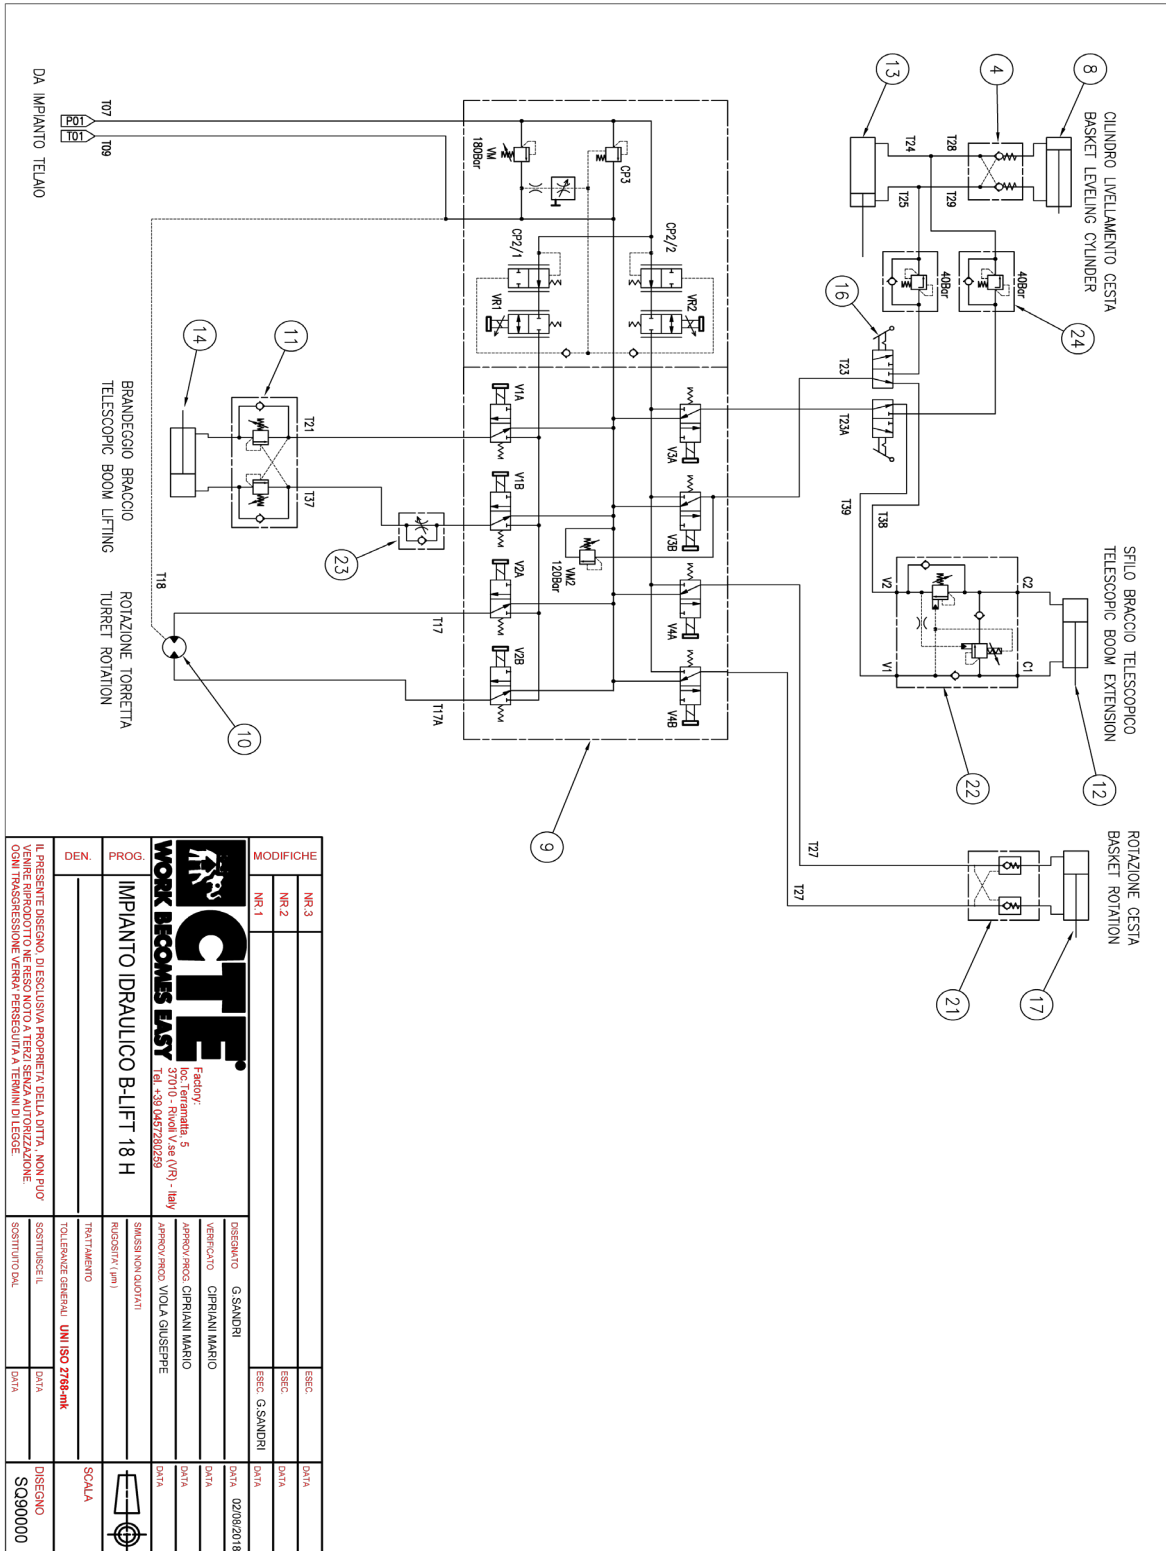 CILINDRO LIVELLAMENTO CESTA
BASKET LEVELING CYLINDER
SFILO BRACCIO TELESCOPICO
TELESCOPIC BOOM EXTENSION
ROTAZIONE CESTA
BASKET ROTATION
8
4
13
T28
T24
T29
T25
40Bar
40Bar
24
16
T23
T23A
T39
T38
V2
C2
V1
C1
12
22
T27
T27
17
21
DA IMPIANTO TELAIO
T07
P01
T01
T09
VM
180Bar
CP3
CP2/1
CP2/2
VR1
VR2
V1A
V3A
V1B
V3B
V2A
VM2
120Bar
V4A
V2B
V4B
9
14
11
T21
T37
23
BRANDEGGIO BRACCIO
TELESCOPIC BOOM LIFTING
T18
T17
T17A
10
ROTAZIONE TORRETTA
TURRET ROTATION
MODIFICHE
NR.3
ESEC.
DATA
NR.2
ESEC.
DATA
NR.1
ESEC. G.SANDRI
DATA
CTE
WORK BECOMES EASY
Factory:
loc.Terramatta, 5
37010 - Rivoli V.se (VR) - Italy
Tel. +39 0457280259
DISEGNATO G.SANDRI
DATA 02/08/2018
VERIFICATO CIPRIANI MARIO
DATA
APPROV.PROG. CIPRIANI MARIO
DATA
APPROV.PROD. VIOLA GIUSEPPE
DATA
PROG.
IMPIANTO IDRAULICO B-LIFT 18 H
SMUSSI NON QUOTATI
RUGOSITA' ( µm )
DEN.
TRATTAMENTO
SCALA
TOLLERANZE GENERALI UNI ISO 2768-mk
IL PRESENTE DISEGNO, DI ESCLUSIVA PROPRIETA' DELLA DITTA , NON PUO'
VENIRE RIPRODOTTO NE RESO NOTO A TERZI SENZA AUTORIZZAZIONE.
OGNI TRASGRESSIONE VERRA' PERSEGUITA A TERMINI DI LEGGE.
SOSTITUISCE IL
DATA
SOSTITUITO DAL
DATA
DISEGNO
SQ90000